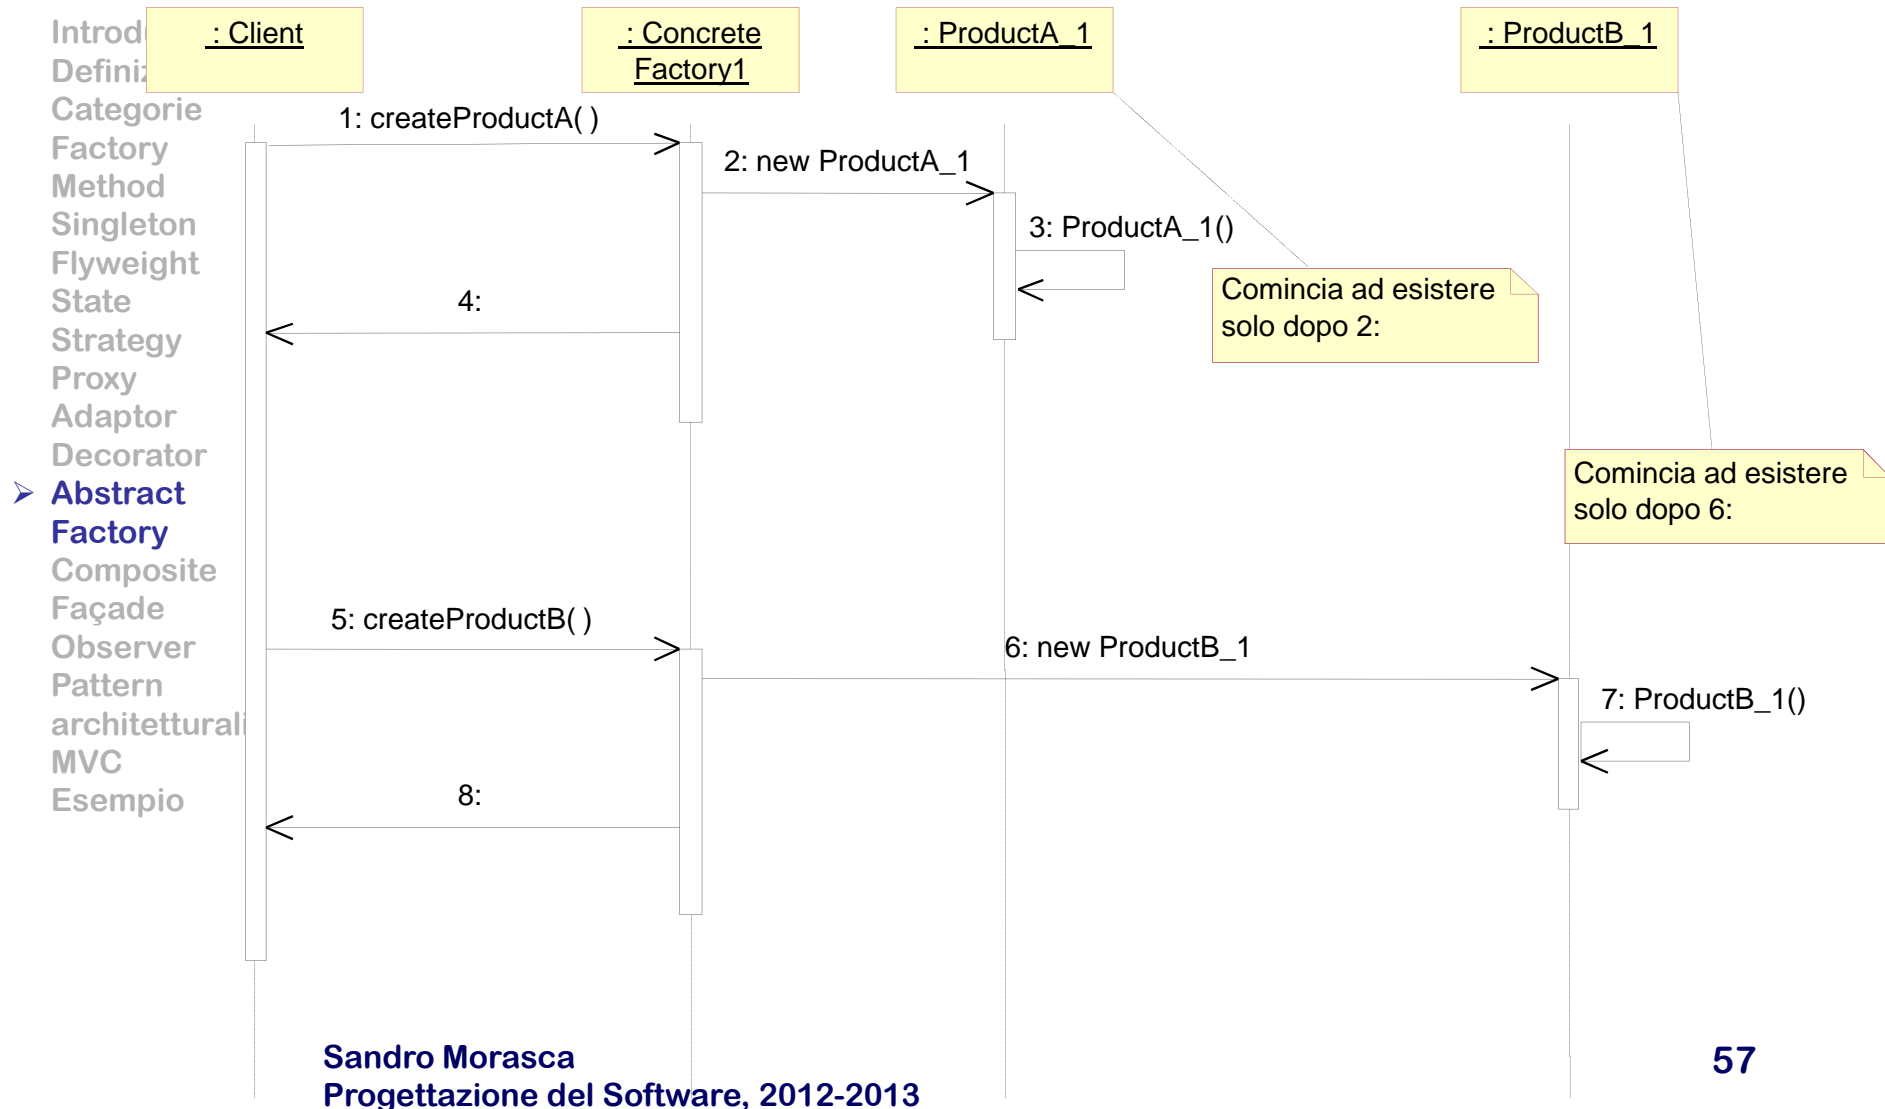 Introd
Definiz
Categorie
Factory
Method
Singleton
Flyweight
State
Strategy
Proxy
Adaptor
Decorator
➢ Abstract
Factory
Composite
Façade
Observer
Pattern
architetturali
MVC
Esempio
: Client
: Concrete
Factory1
: ProductA_1
: ProductB_1
1: createProductA( )
2: new ProductA_1
3: ProductA_1()
4:
Comincia ad esistere
solo dopo 2:
Comincia ad esistere
solo dopo 6:
5: createProductB( )
6: new ProductB_1
7: ProductB_1()
8:
Sandro Morasca
Progettazione del Software, 2012-2013
57